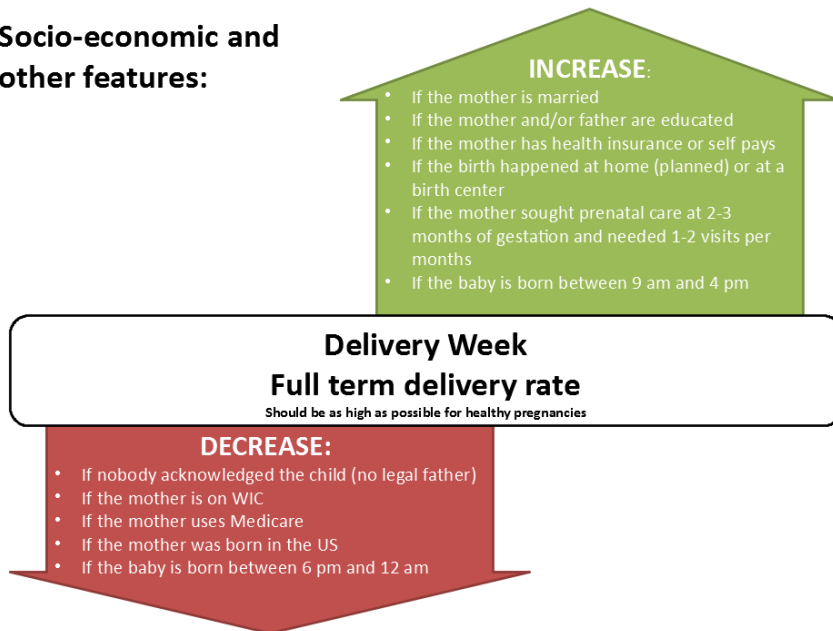 Socio-economic and
other features:
INCREASE:
• If the mother is married
• If the mother and/or father are educated
• If the mother has health insurance or self pays
• If the birth happened at home (planned) or at a
birth center
• If the mother sought prenatal care at 2-3
months of gestation and needed 1-2 visits per
months
• If the baby is born between 9 am and 4 pm
Delivery Week
Full term delivery rate
Should be as high as possible for healthy pregnancies
DECREASE:
• If nobody acknowledged the child (no legal father)
• If the mother is on WIC
• If the mother uses Medicare
• If the mother was born in the US
• If the baby is born between 6 pm and 12 am